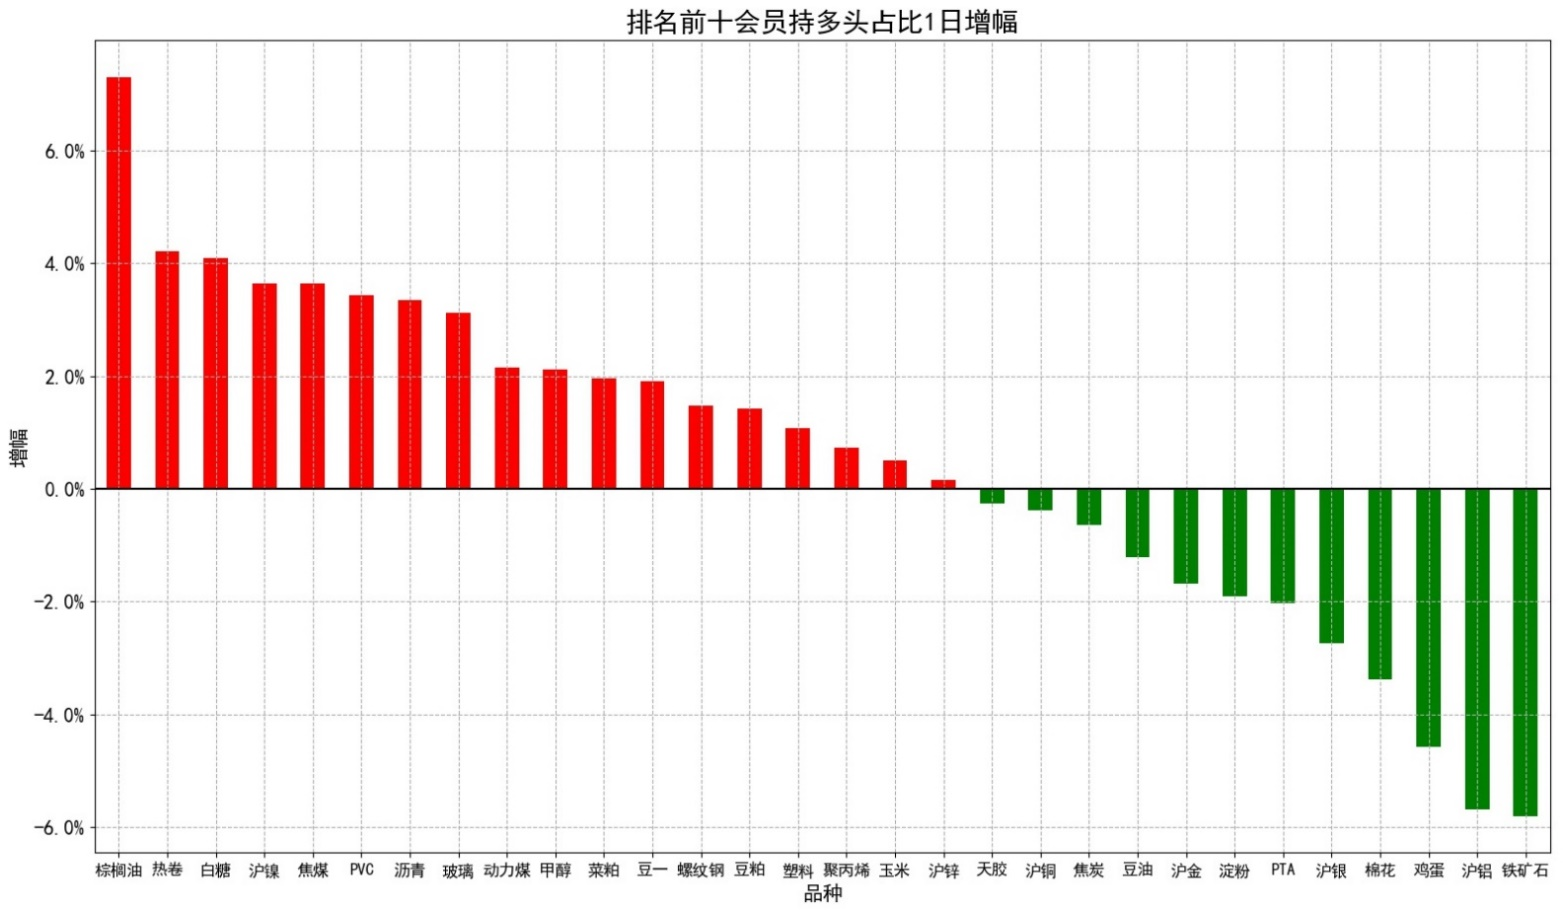 排名前十会员持多头占比1日增幅
6.0%
4.0%
2.0%
0.0%
-2.0%
-4.0%
-6.0%
增幅
棕榈油 热卷 白糖 沪镍 焦煤 PVC 沥青 玻璃 动力煤 甲醇 菜粕 豆一 螺纹钢 豆粕 塑料 聚丙烯 玉米 沪锌 天胶 沪铜 焦炭 豆油 沪金 淀粉 PTA 沪银 棉花 鸡蛋 沪铝 铁矿石
品种